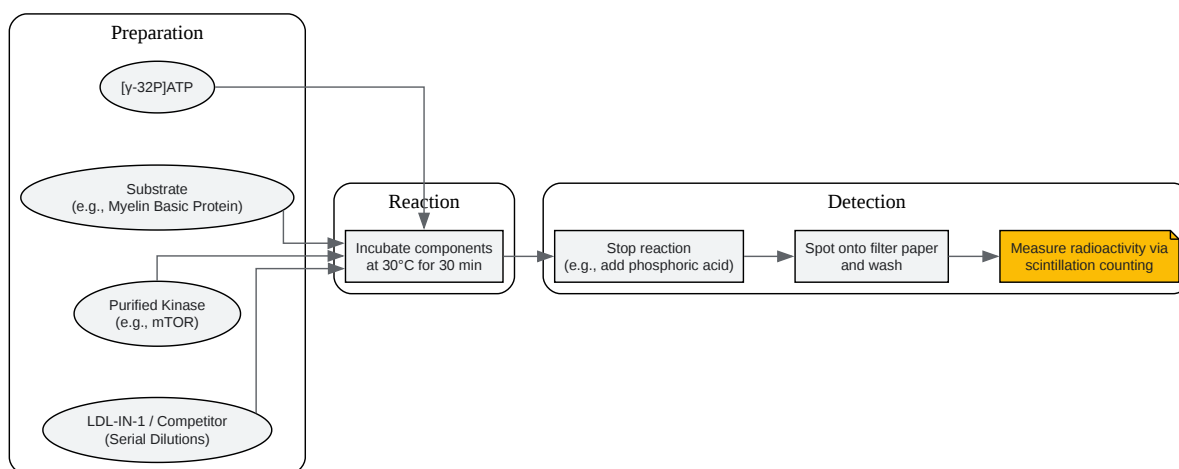 Preparation
[γ-32P]ATP
Substrate
(e.g., Myelin Basic Protein)
Purified Kinase
(e.g., mTOR)
LDL-IN-1 / Competitor
(Serial Dilutions)
Reaction
Incubate components
at 30°C for 30 min
Detection
Stop reaction
(e.g., add phosphoric acid)
Spot onto filter paper
and wash
Measure radioactivity via
scintillation counting